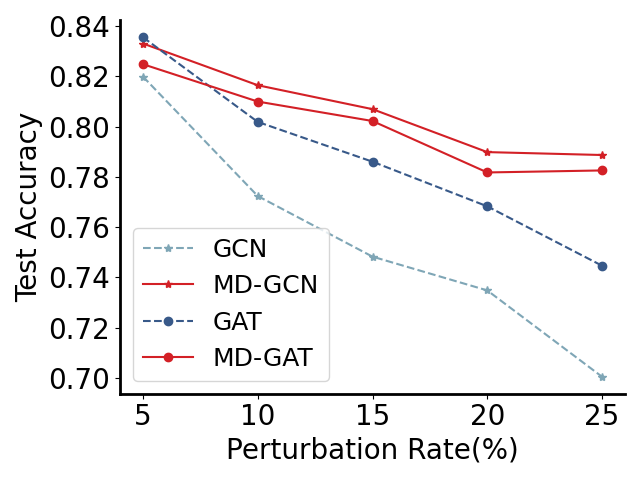 0.84
0.82
0.80
0.78
0.76
0.74
0.72
0.70
Test Accuracy
GCN
MD-GCN
GAT
MD-GAT
5 10 15 20 25
Perturbation Rate(%)